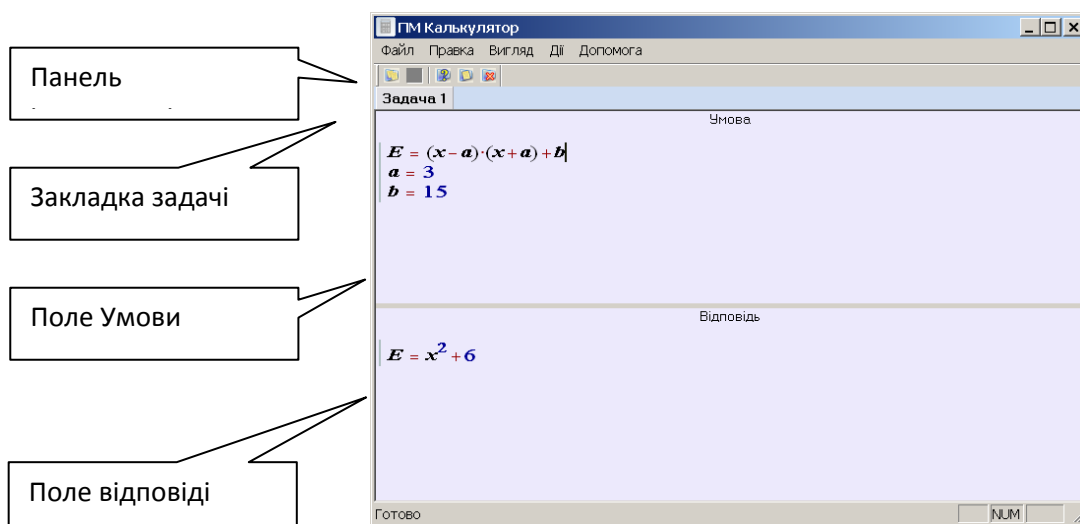 ПМ Калькулятор
Файл Правка Вигляд Дії Допомога
Задача 1
Умова
E = (x-a)·(x+a)+b
a = 3
b = 15
Відповідь
E = x²+6
Готово
NUM
Панель
Закладка задачі
Поле Умови
Поле відповіді